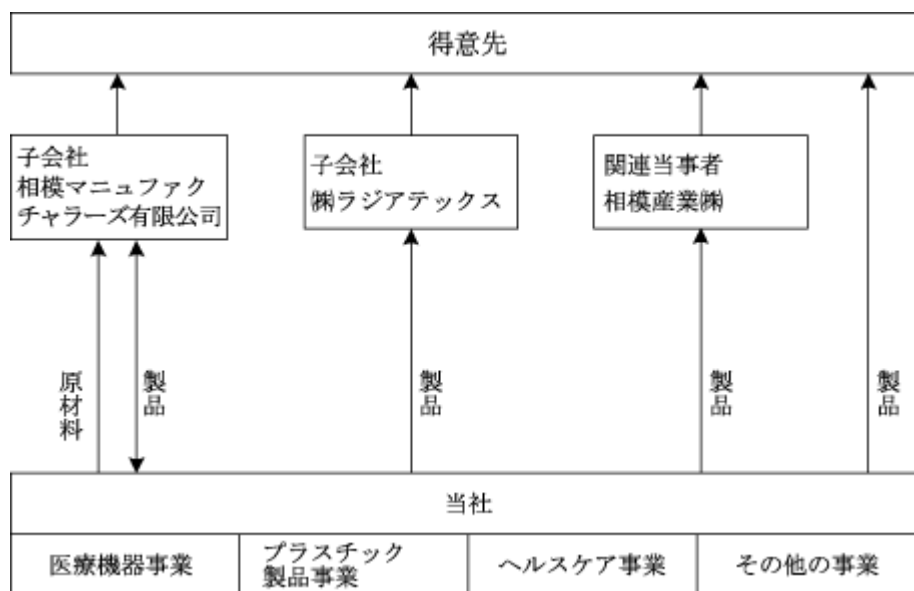 得意先
子会社
相模マニュファク
チャラーズ有限公司
子会社
㈱ラジアテックス
関連当事者
相模産業㈱
原材料
製品
製品
製品
製品
当社
医療機器事業
プラスチック
製品事業
ヘルスケア事業
その他の事業